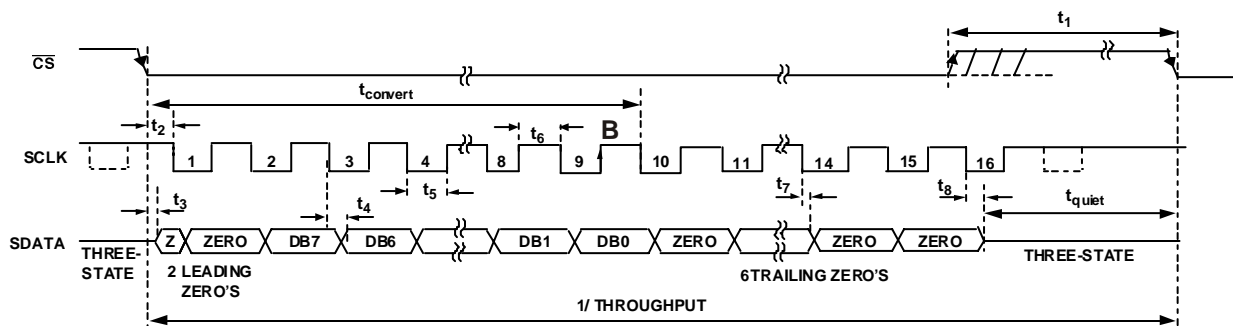 t1
CS
tconvert
t2 t6 B
SCLK 1 2 3 4 8 9 10 11 14 15 16
t3 t4 t5 t7 t8 tquiet
SDATA Z ZERO DB7 DB6 DB1 DB0 ZERO ZERO ZERO
THREE-
STATE
2 LEADING
ZERO'S
6TRAILING ZERO'S
THREE-STATE
1/ THROUGHPUT